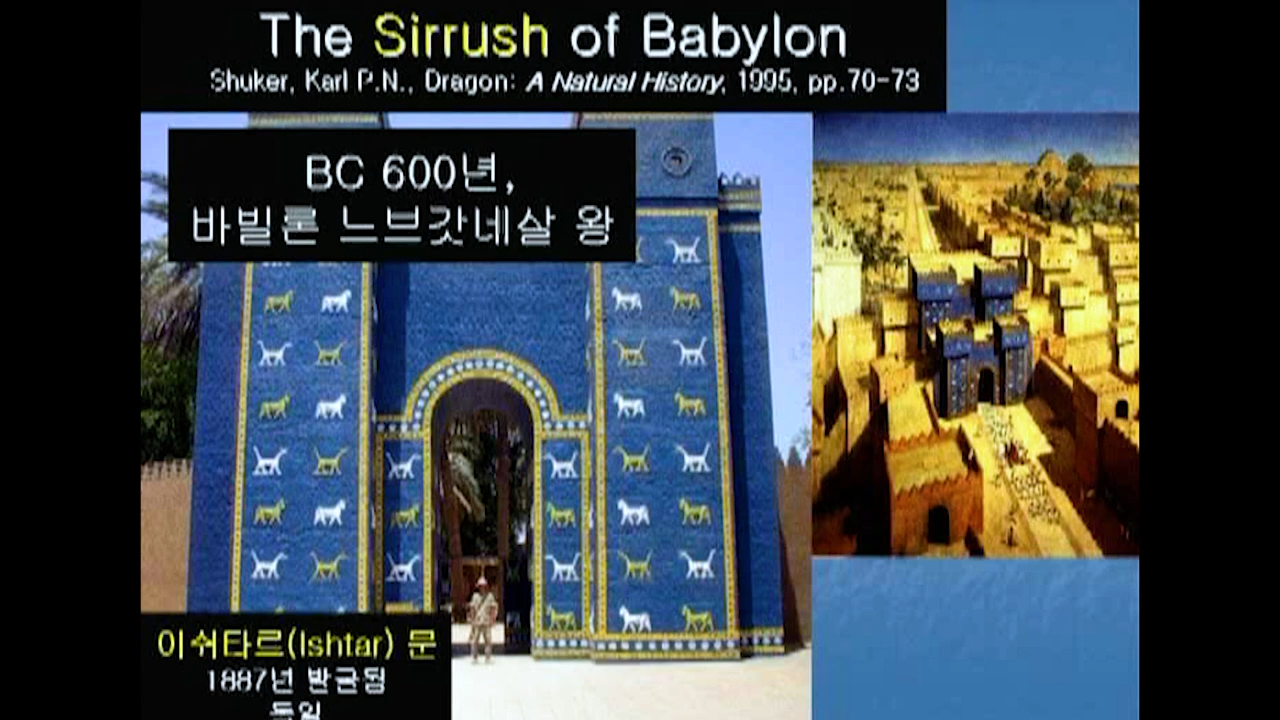 The Sirrush of Babylon
Shuker, Karl P.N., Dragon: A Natural History, 1995, pp.70-73
BC 600년,
바빌론 느브갓네살 왕
이쉬타르(Ishtar) 문
1887년 발굴됨
독일